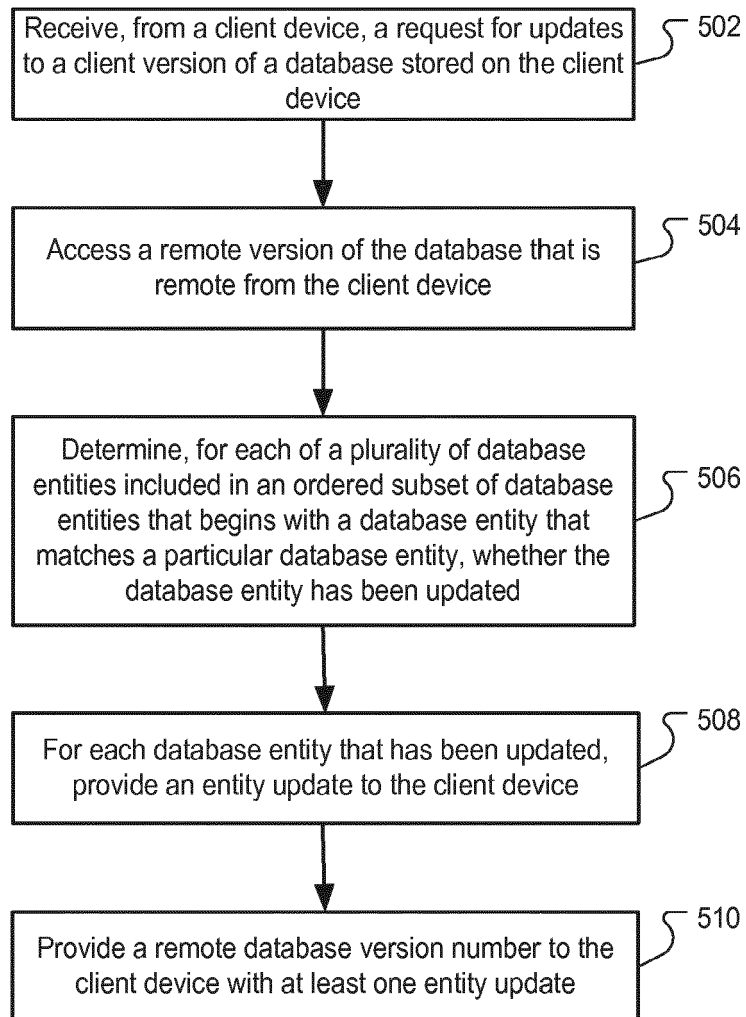 Receive, from a client device, a request for updates
to a client version of a database stored on the client
device
502
Access a remote version of the database that is
remote from the client device
504
Determine, for each of a plurality of database
entities included in an ordered subset of database
entities that begins with a database entity that
matches a particular database entity, whether the
database entity has been updated
506
For each database entity that has been updated,
provide an entity update to the client device
508
Provide a remote database version number to the
client device with at least one entity update
510